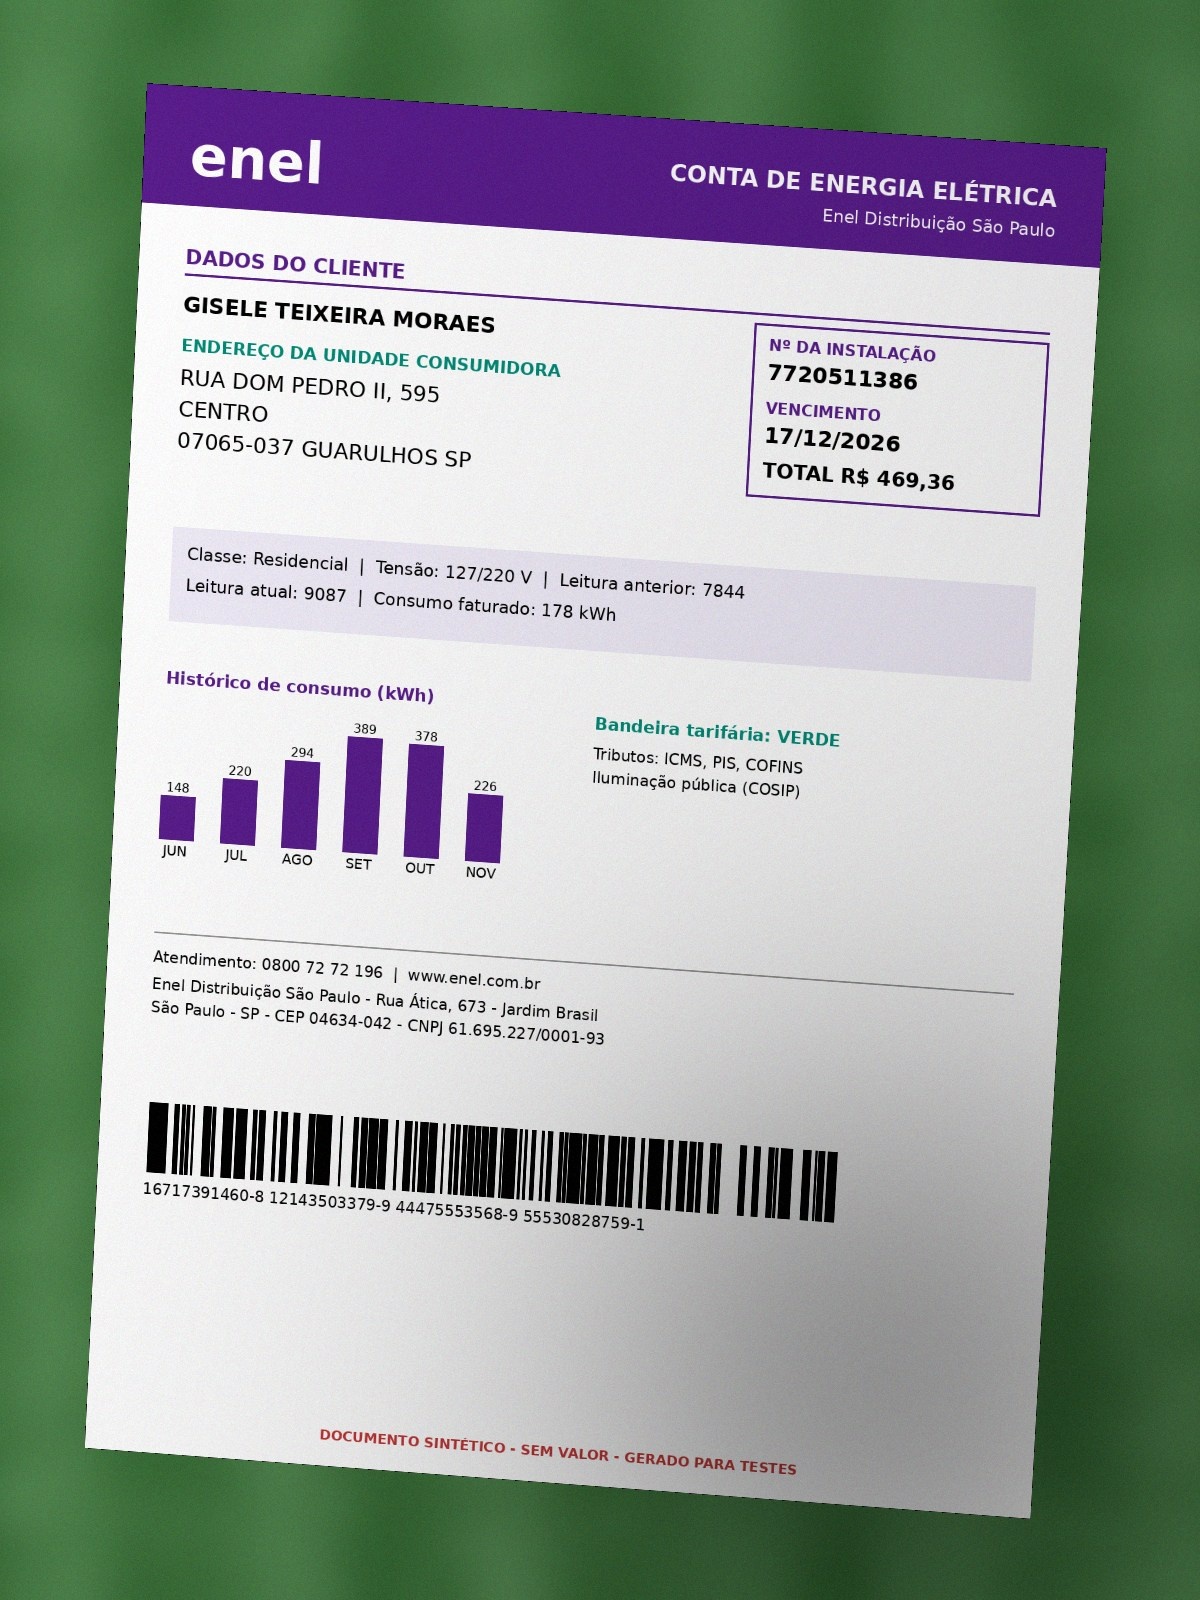 enel
CONTA DE ENERGIA ELÉTRICA
Enel Distribuição São Paulo
DADOS DO CLIENTE
GISELE TEIXEIRA MORAES
ENDEREÇO DA UNIDADE CONSUMIDORA
RUA DOM PEDRO II, 595
CENTRO
07065-037 GUARULHOS SP
Nº DA INSTALAÇÃO
7720511386
VENCIMENTO
17/12/2026
TOTAL R$ 469,36
Classe: Residencial | Tensão: 127/220 V | Leitura anterior: 7844
Leitura atual: 9087 | Consumo faturado: 178 kWh
Histórico de consumo (kWh)
148 220 294 389 378 226
JUN JUL AGO SET OUT NOV
Bandeira tarifária: VERDE
Tributos: ICMS, PIS, COFINS
Iluminação pública (COSIP)
Atendimento: 0800 72 72 196 | www.enel.com.br
Enel Distribuição São Paulo - Rua Ática, 673 - Jardim Brasil
São Paulo - SP - CEP 04634-042 - CNPJ 61.695.227/0001-93
16717391460-8 12143503379-9 44475553568-9 55530828759-1
DOCUMENTO SINTÉTICO - SEM VALOR - GERADO PARA TESTES